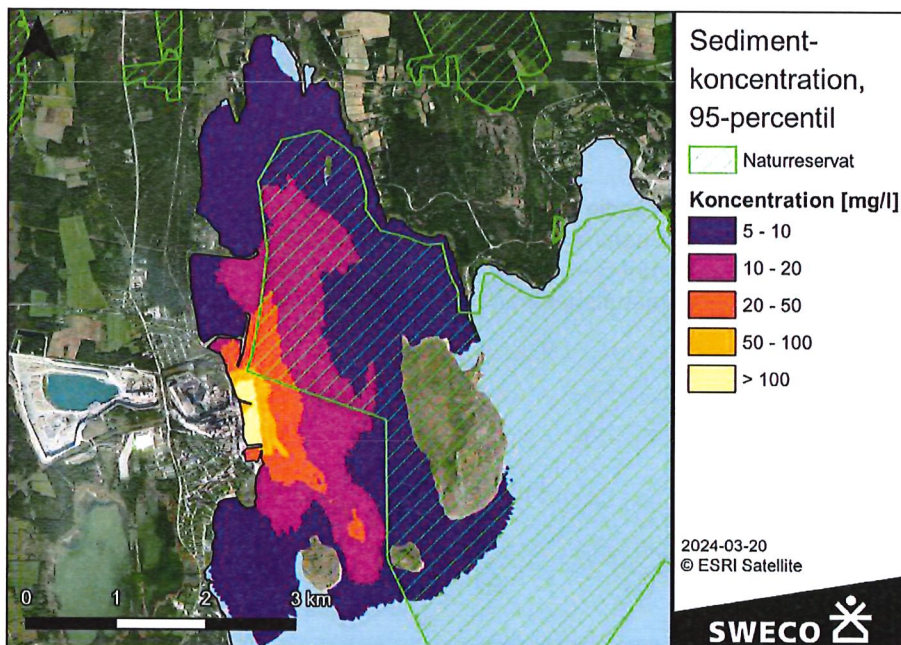 Sediment-
koncentration,
95-percentil
Naturreservat
Koncentration [mg/l]
5 - 10
10 - 20
20 - 50
50 - 100
> 100
2024-03-20
© ESRI Satellite
SWECO
0 1 2 3 km